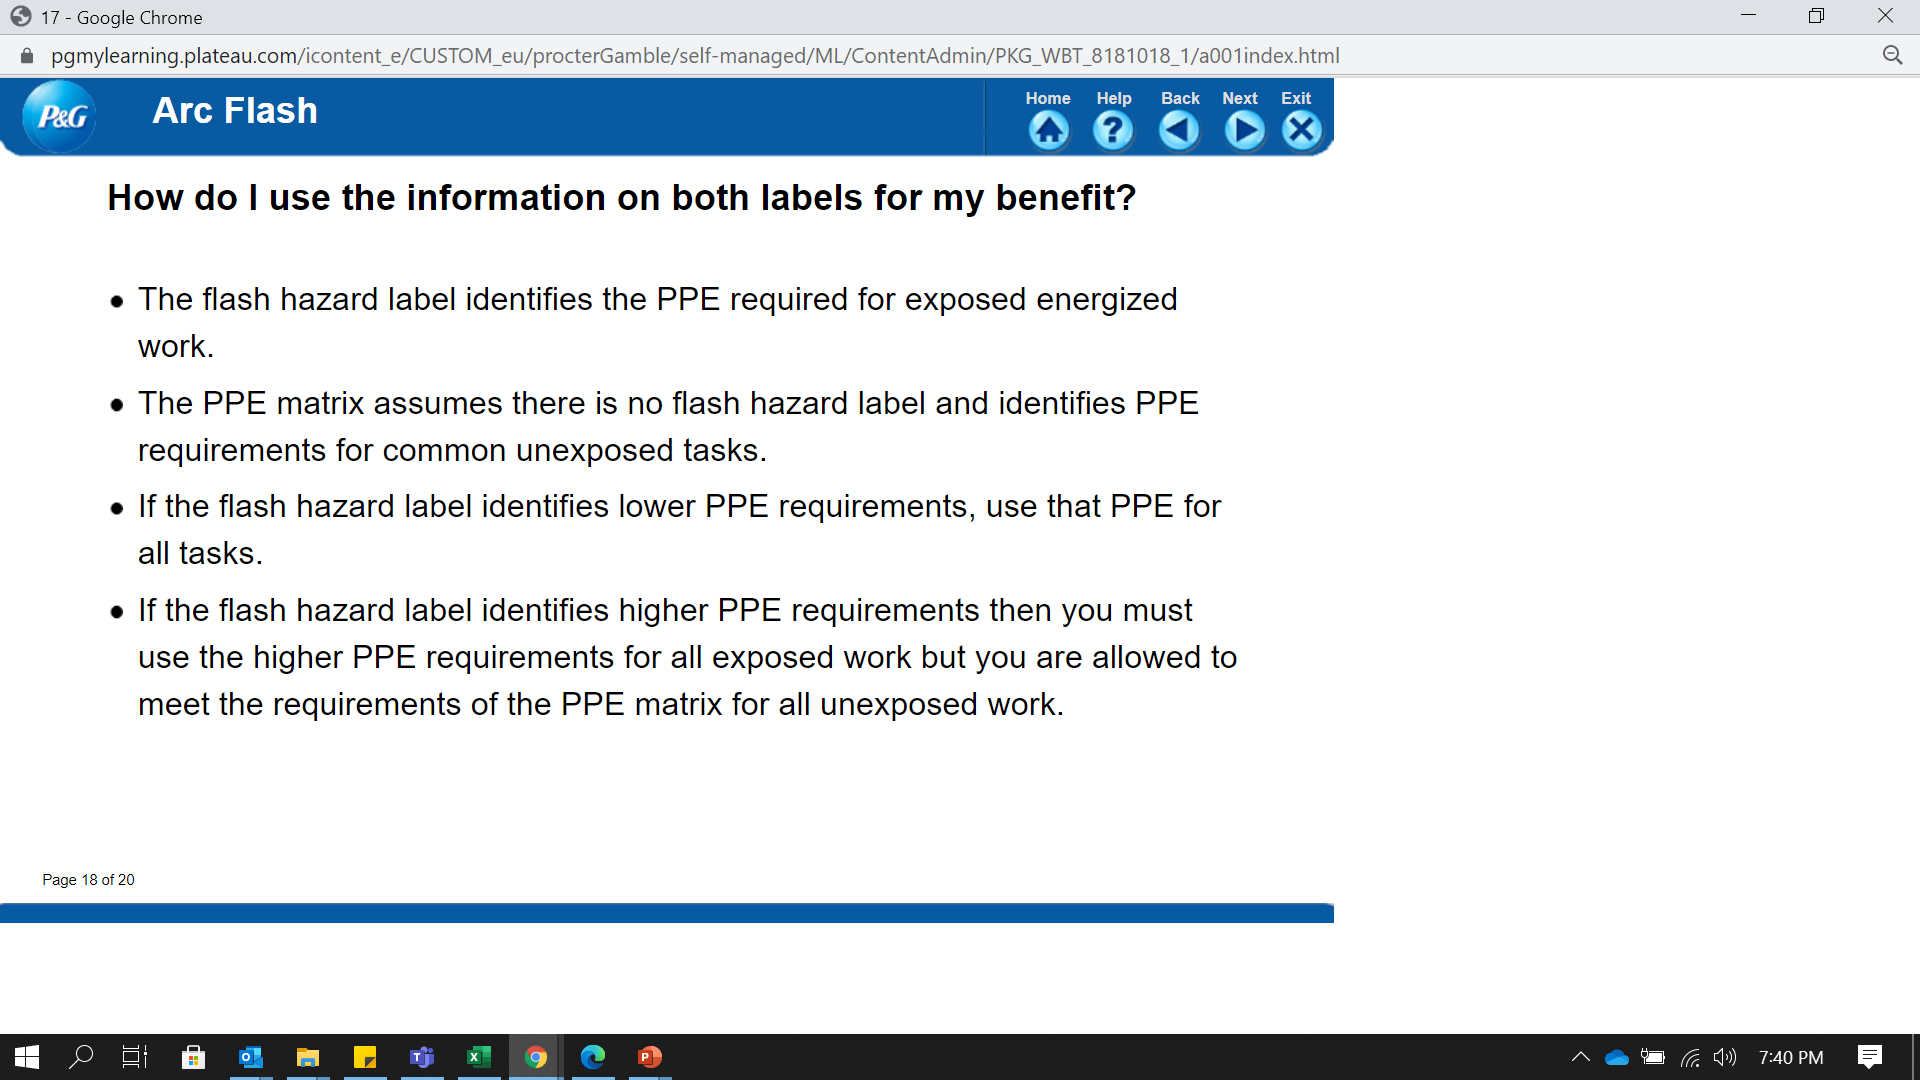 17 - Google Chrome
pgmylearning.plateau.com/icontent_e/CUSTOM_eu/procterGamble/self-managed/ML/ContentAdmin/PKG_WBT_8181018_1/a001index.html
P&G
Arc Flash
Home Help Back Next Exit
How do I use the information on both labels for my benefit?
• The flash hazard label identifies the PPE required for exposed energized
work.
• The PPE matrix assumes there is no flash hazard label and identifies PPE
requirements for common unexposed tasks.
• If the flash hazard label identifies lower PPE requirements, use that PPE for
all tasks.
• If the flash hazard label identifies higher PPE requirements then you must
use the higher PPE requirements for all exposed work but you are allowed to
meet the requirements of the PPE matrix for all unexposed work.
Page 18 of 20
7:40 PM